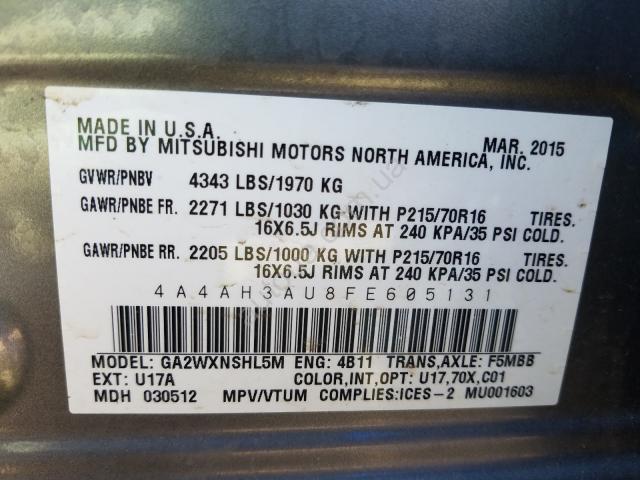 MADE IN U.S.A. MAR. 2015
MFD BY MITSUBISHI MOTORS NORTH AMERICA, INC.
GVWR/PNBV 4343 LBS/1970 KG
GAWR/PNBE FR. 2271 LBS/1030 KG WITH P215/70R16 TIRES.
16X6.5J RIMS AT 240 KPA/35 PSI COLD.
GAWR/PNBE RR. 2205 LBS/1000 KG WITH P215/70R16 TIRES.
16X6.5J RIMS AT 240 KPA/35 PSI COLD.
4A4AH3AU8FE605131
MODEL: GA2WXNSHL5M ENG: 4B11 TRANS,AXLE: F5MBB
EXT: U17A COLOR,INT,OPT: U17,70X,C01
MDH 030512 MPV/VTUM COMPLIES:ICES-2 MU001603